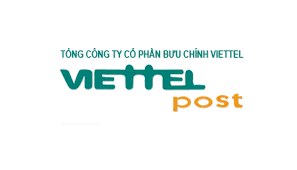 TỔNG CÔNG TY CỔ PHẦN BƯU CHÍNH VIETTEL
VIETTEL
post